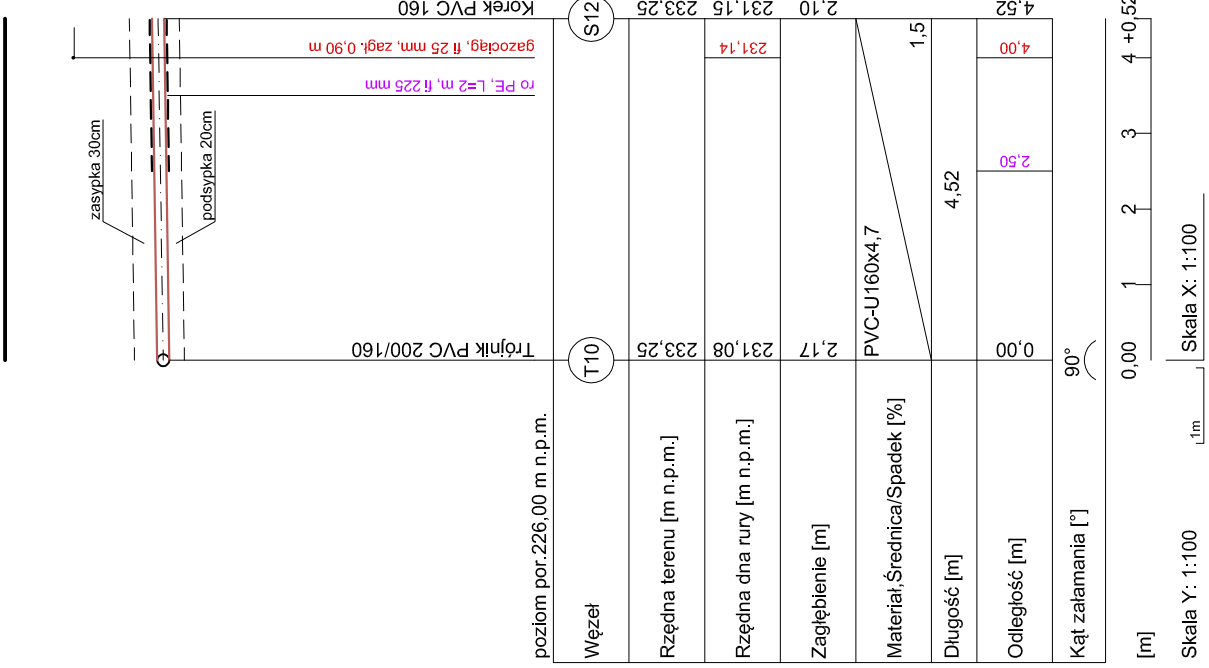 zasypka 30cm
podsypka 20cm
Trójnik PVC 200/160
ro PE, L=2 m, fi 225 mm
gazociąg, fi 25 mm, zagł. 0,90 m
Korek PVC 160
poziom por.226,00 m n.p.m.
Węzeł
T10
S12
Rzędna terenu [m n.p.m.]
233,25
233,25
Rzędna dna rury [m n.p.m.]
231,08
231,14
231,15
Zagłębienie [m]
2,17
2,10
Materiał,Średnica/Spadek [%]
PVC-U160x4,7
1,5
Długość [m]
4,52
Odległość [m]
0,00
2,50
4,00
4,52
Kąt załamania [°]
90°
[m]
0,00
1
2
3
4
+0,52
Skala Y: 1:100
1m
Skala X: 1:100